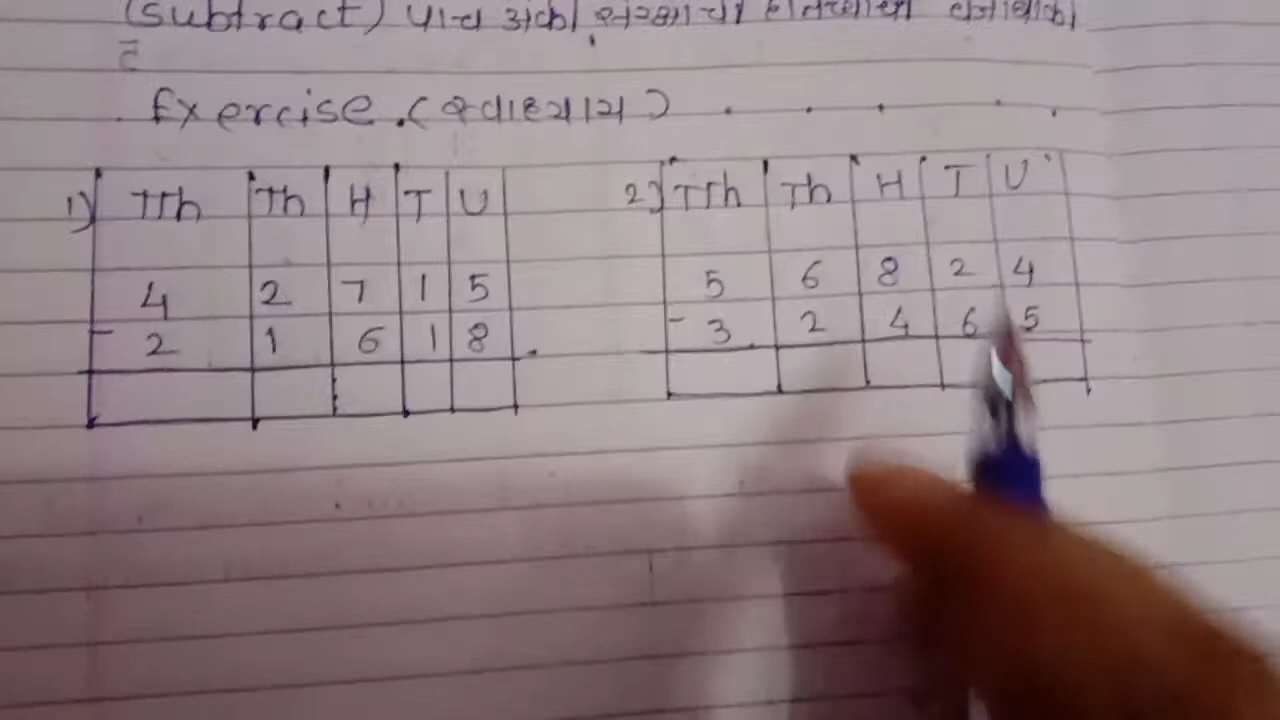 (Subtract) पाच अंकी
Exercise. (स्वाध्याय)
1) TTh Th H T U
4 2 7 1 5
- 2 1 6 1 8
2) TTh Th H T U
5 6 8 2 4
- 3 2 4 6 5